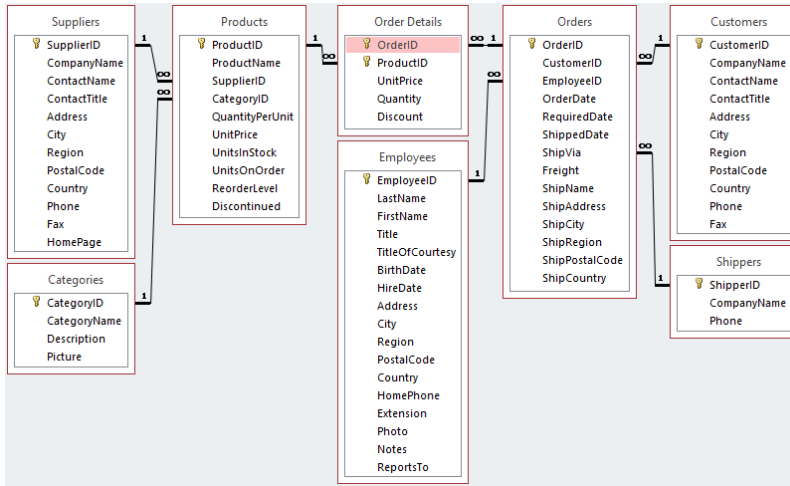 Suppliers
SupplierID
CompanyName
ContactName
ContactTitle
Address
City
Region
PostalCode
Country
Phone
Fax
HomePage
Categories
CategoryID
CategoryName
Description
Picture
Products
ProductID
ProductName
SupplierID
CategoryID
QuantityPerUnit
UnitPrice
UnitsInStock
UnitsOnOrder
ReorderLevel
Discontinued
Order Details
OrderID
ProductID
UnitPrice
Quantity
Discount
Employees
EmployeeID
LastName
FirstName
Title
TitleOfCourtesy
BirthDate
HireDate
Address
City
Region
PostalCode
Country
HomePhone
Extension
Photo
Notes
ReportsTo
Orders
OrderID
CustomerID
EmployeeID
OrderDate
RequiredDate
ShippedDate
ShipVia
Freight
ShipName
ShipAddress
ShipCity
ShipRegion
ShipPostalCode
ShipCountry
Customers
CustomerID
CompanyName
ContactName
ContactTitle
Address
City
Region
PostalCode
Country
Phone
Fax
Shippers
ShipperID
CompanyName
Phone
1
∞
1
∞
1
∞
∞
1
1
∞
1
∞
∞
1